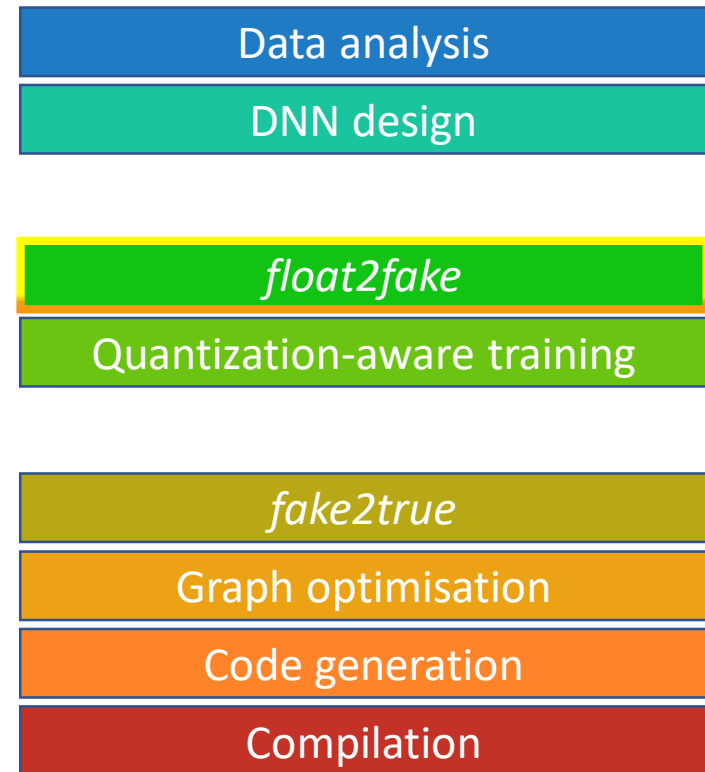 Data analysis
DNN design
float2fake
Quantization-aware training
fake2true
Graph optimisation
Code generation
Compilation